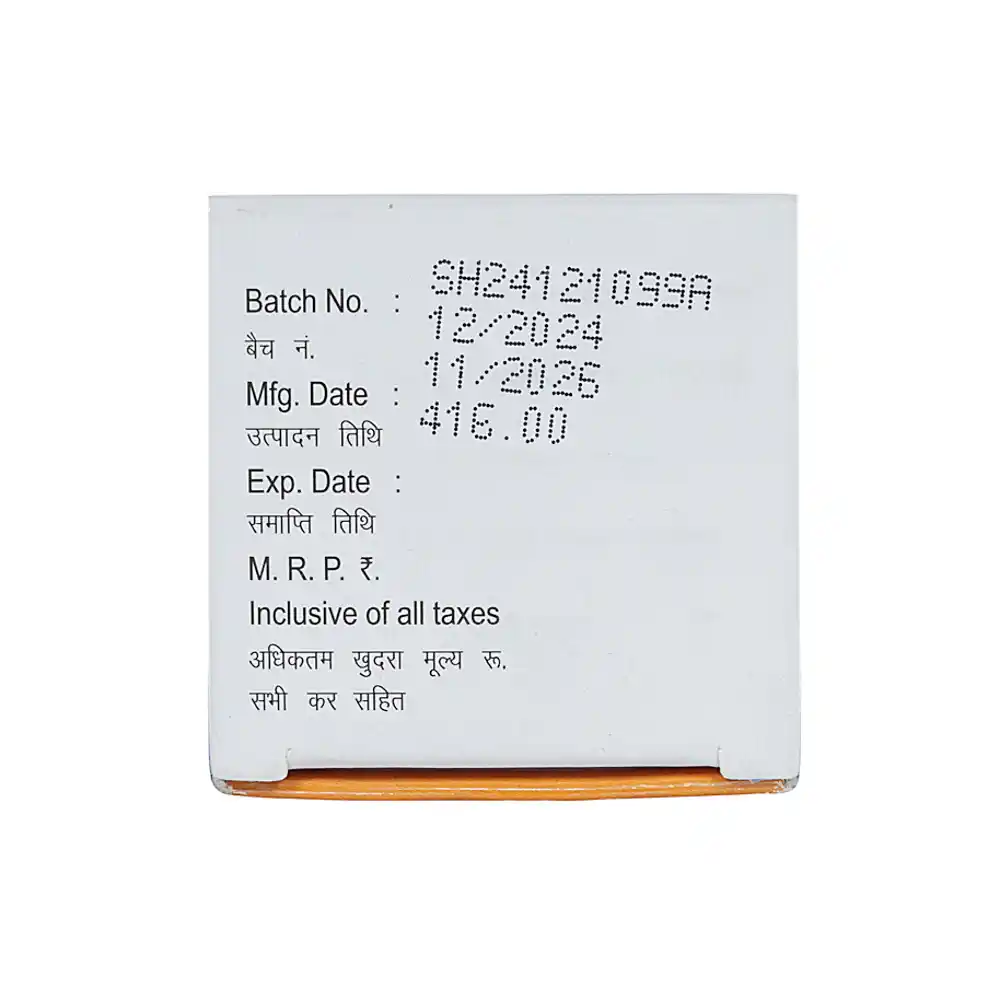 Batch No. : SH24121099A
बैच नं. 12/2024
Mfg. Date : 11/2026
उत्पादन तिथि 416.00
Exp. Date :
समाप्ति तिथि
M. R. P. ₹.
Inclusive of all taxes
अधिकतम खुदरा मूल्य रू.
सभी कर सहित